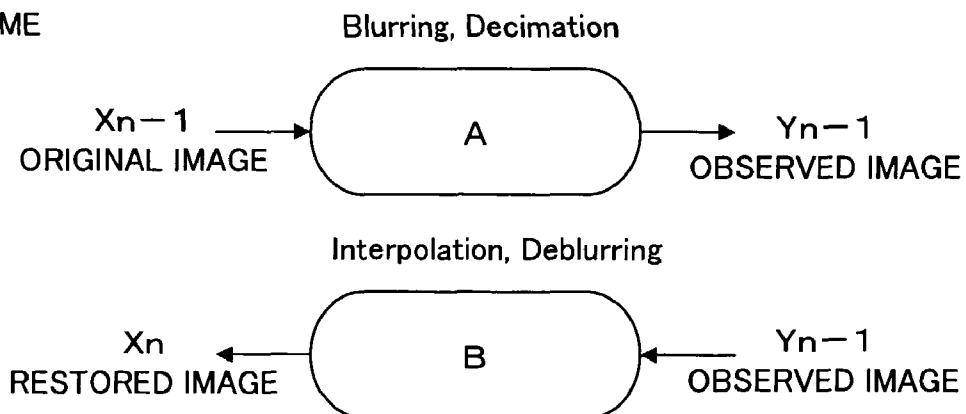 ME
Blurring, Decimation
Xn−1
ORIGINAL IMAGE
A
Yn−1
OBSERVED IMAGE
Interpolation, Deblurring
Xn
RESTORED IMAGE
B
Yn−1
OBSERVED IMAGE